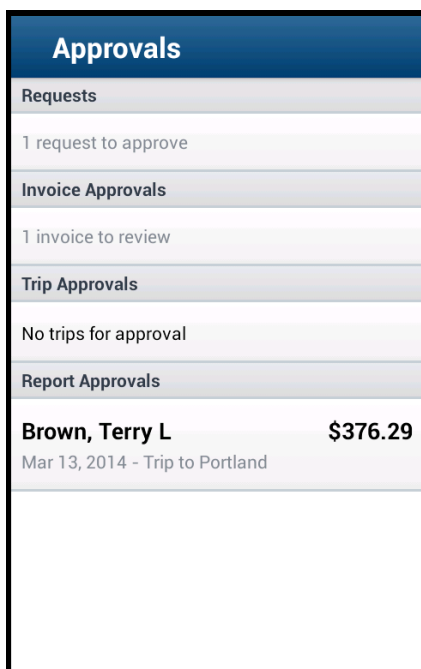 Approvals
Requests
1 request to approve
Invoice Approvals
1 invoice to review
Trip Approvals
No trips for approval
Report Approvals
Brown, Terry L $376.29
Mar 13, 2014 - Trip to Portland